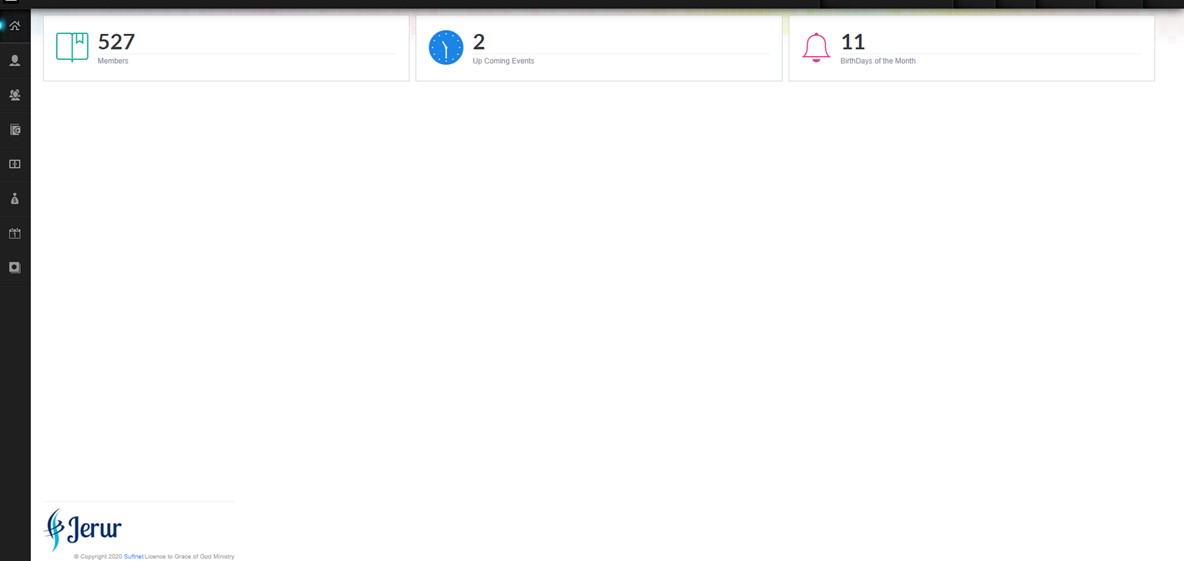 527
Members
2
Up Coming Events
11
BirthDays of the Month
Jerur
© Copyright 2020 Suftnet Licence to Grace of God Ministry